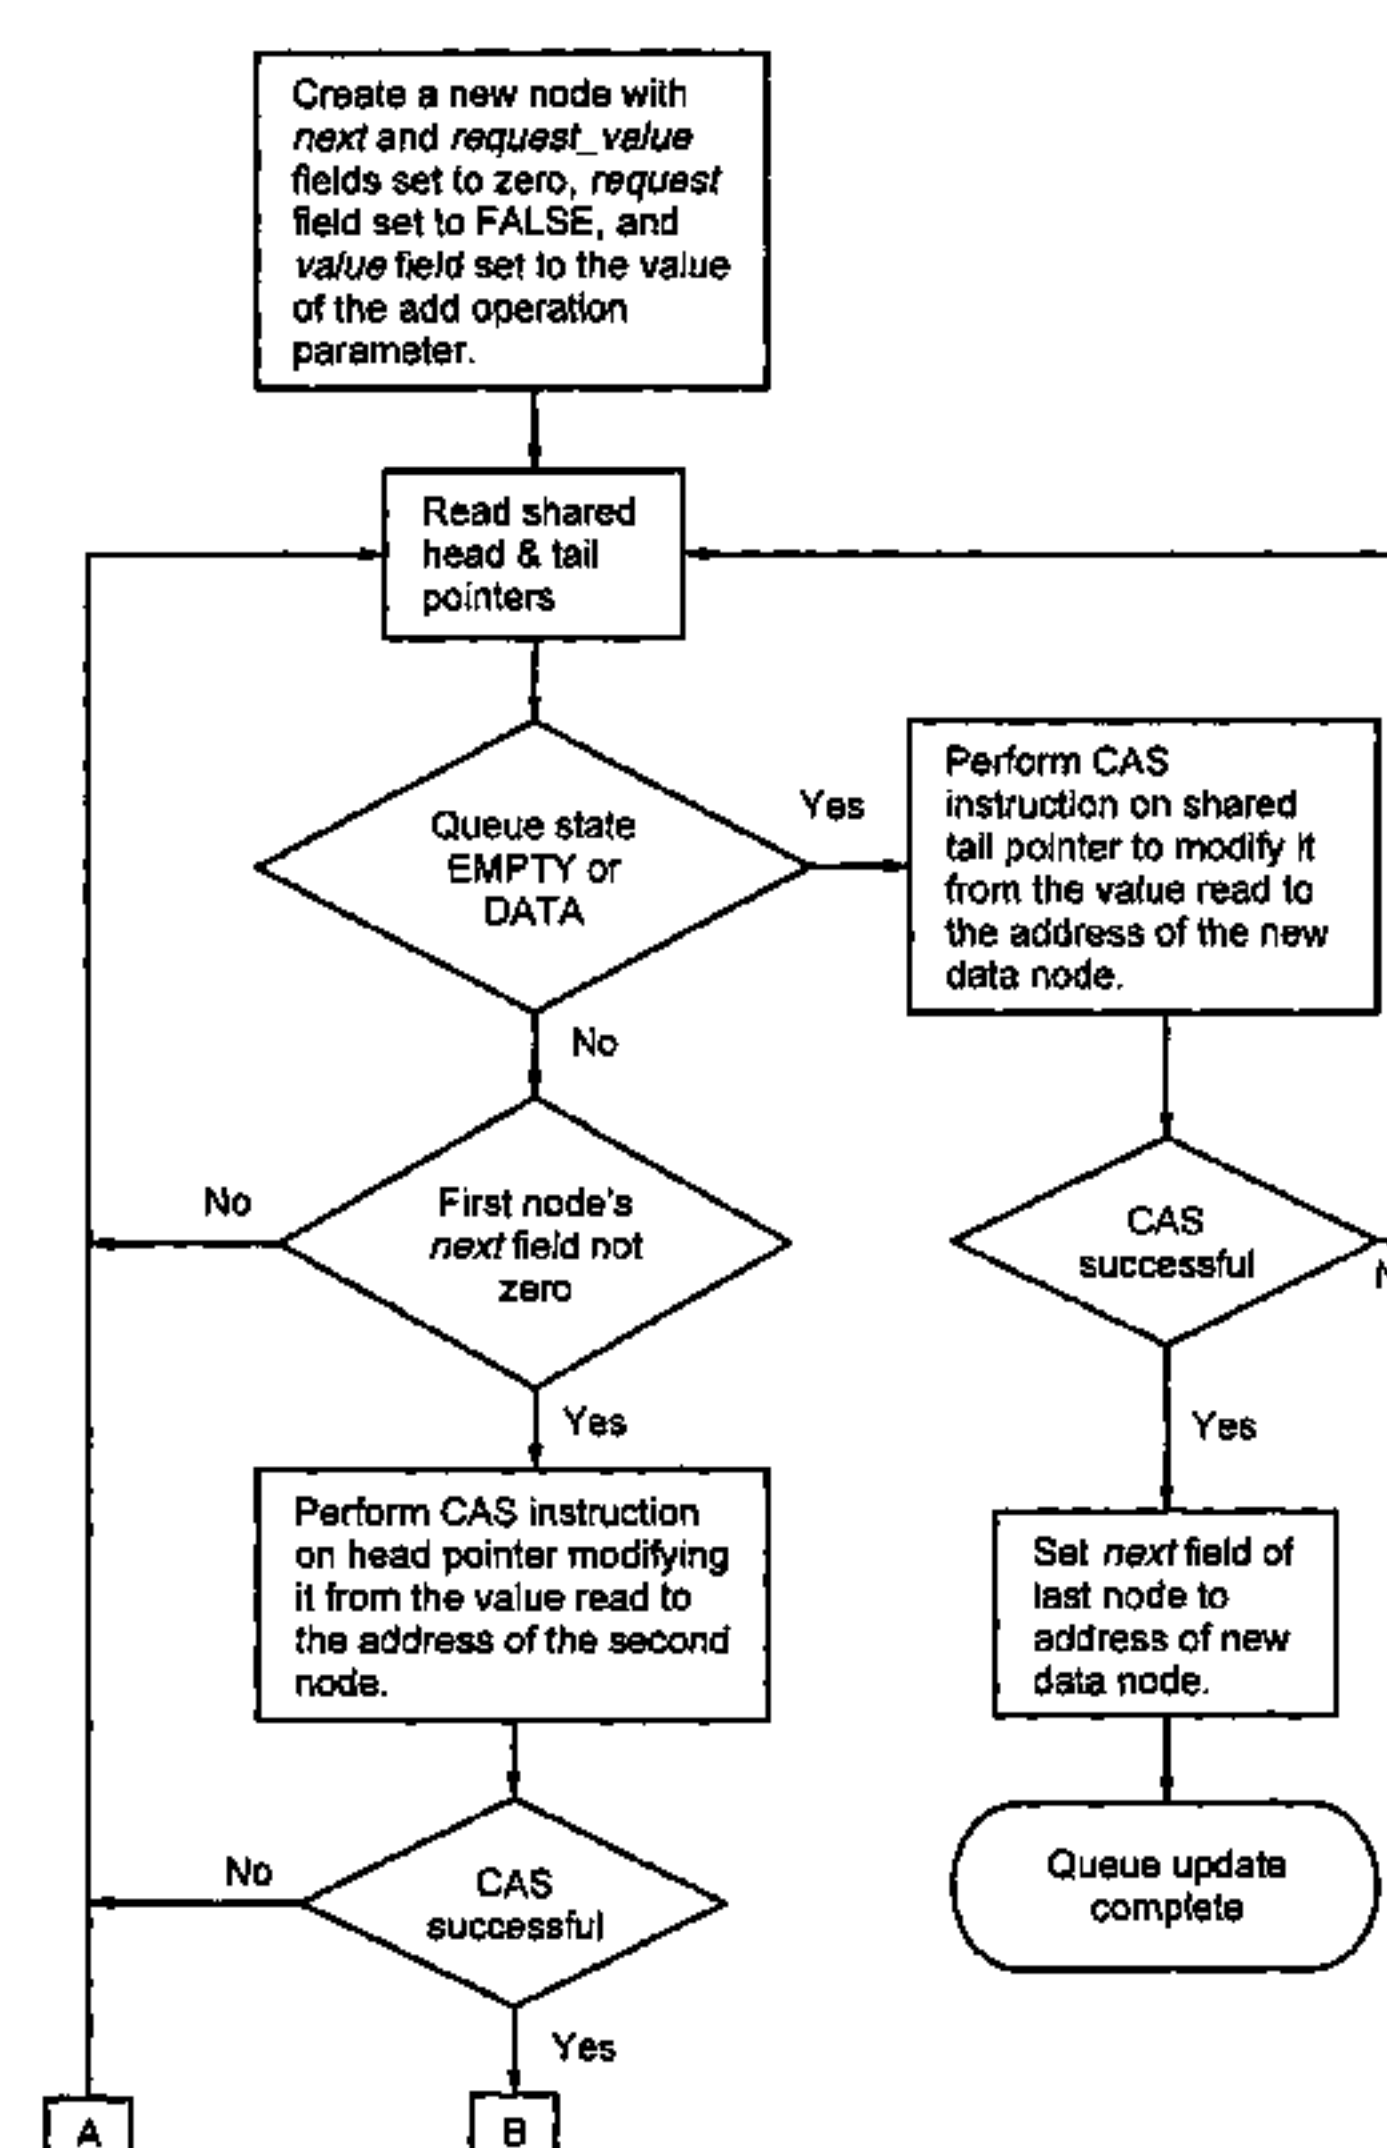 Create a new node with
next and request_value
fields set to zero, request
field set to FALSE, and
value field set to the value
of the add operation
parameter.
Read shared
head & tail
pointers
Queue state
EMPTY or
DATA
Yes
Perform CAS
instruction on shared
tail pointer to modify it
from the value read to
the address of the new
data node.
No
First node's
next field not
zero
No
CAS
successful
Yes
Yes
Perform CAS instruction
on head pointer modifying
it from the value read to
the address of the second
node.
Set next field of
last node to
address of new
data node.
CAS
successful
No
Yes
Queue update
complete
A
B